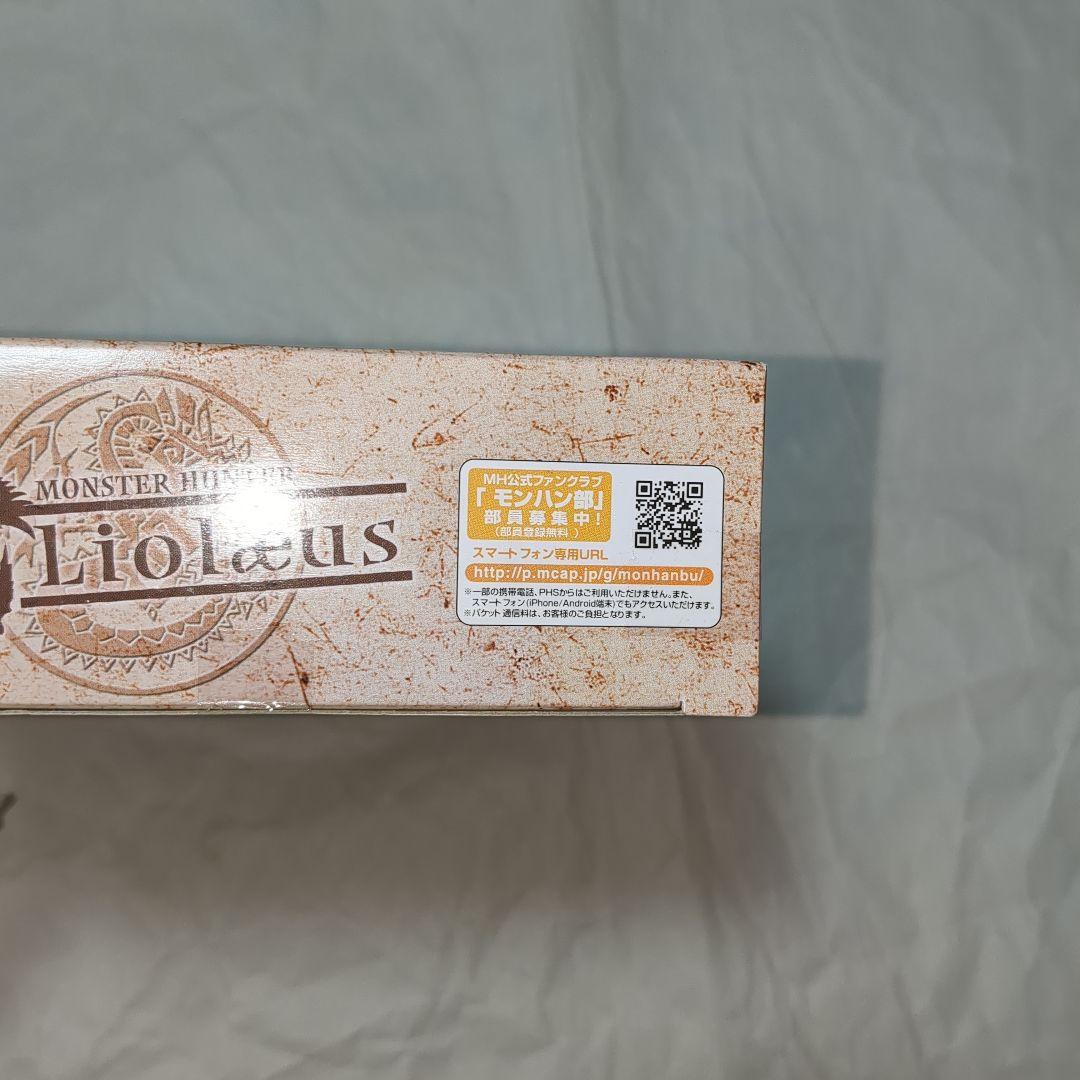 MONSTER HUNTER
Liolæus
MH公式ファンクラブ
「モンハン部」
部員募集中!
(部員登録無料)
スマートフォン専用URL
http://p.mcap.jp/g/monhanbu/
※一部の携帯電話、PHSからはご利用いただけません。また、
スマートフォン(iPhone/Android端末)でもアクセスいただけます。
※パケット通信料は、お客様のご負担となります。